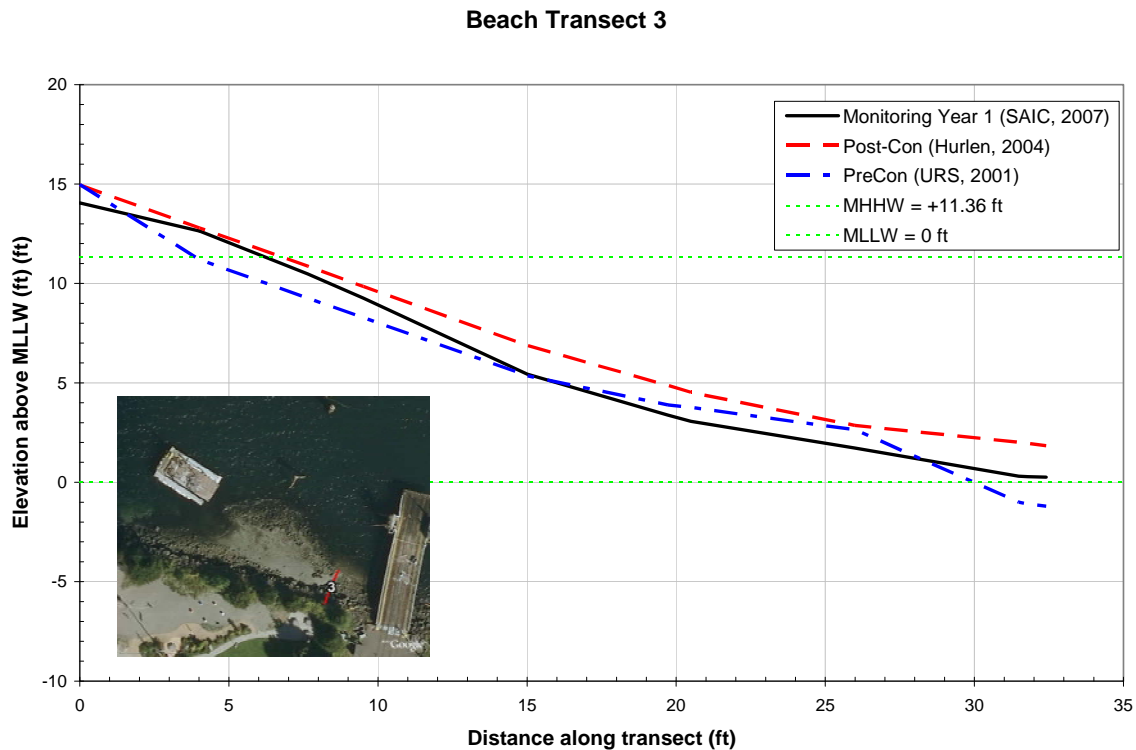 Beach Transect 3
Elevation above MLLW (ft) (ft)
20
15
10
5
0
-5
-10
Monitoring Year 1 (SAIC, 2007)
Post-Con (Hurlen, 2004)
PreCon (URS, 2001)
MHHW = +11.36 ft
MLLW = 0 ft
3
Google
0 5 10 15 20 25 30 35
Distance along transect (ft)